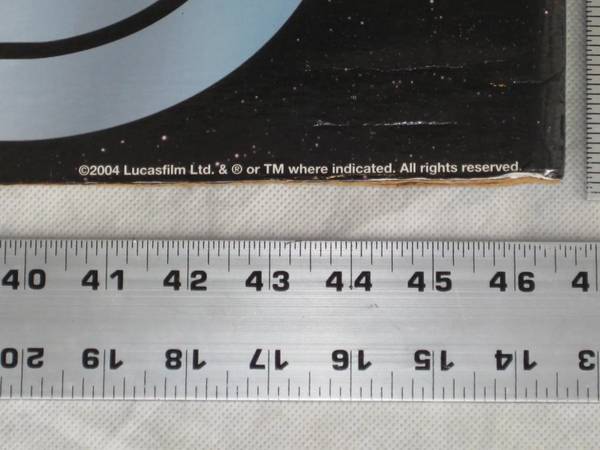 ©2004 Lucasfilm Ltd. & ® or TM where indicated. All rights reserved.
40 41 42 43 44 45 46 4
20 19 18 17 16 15 14 3